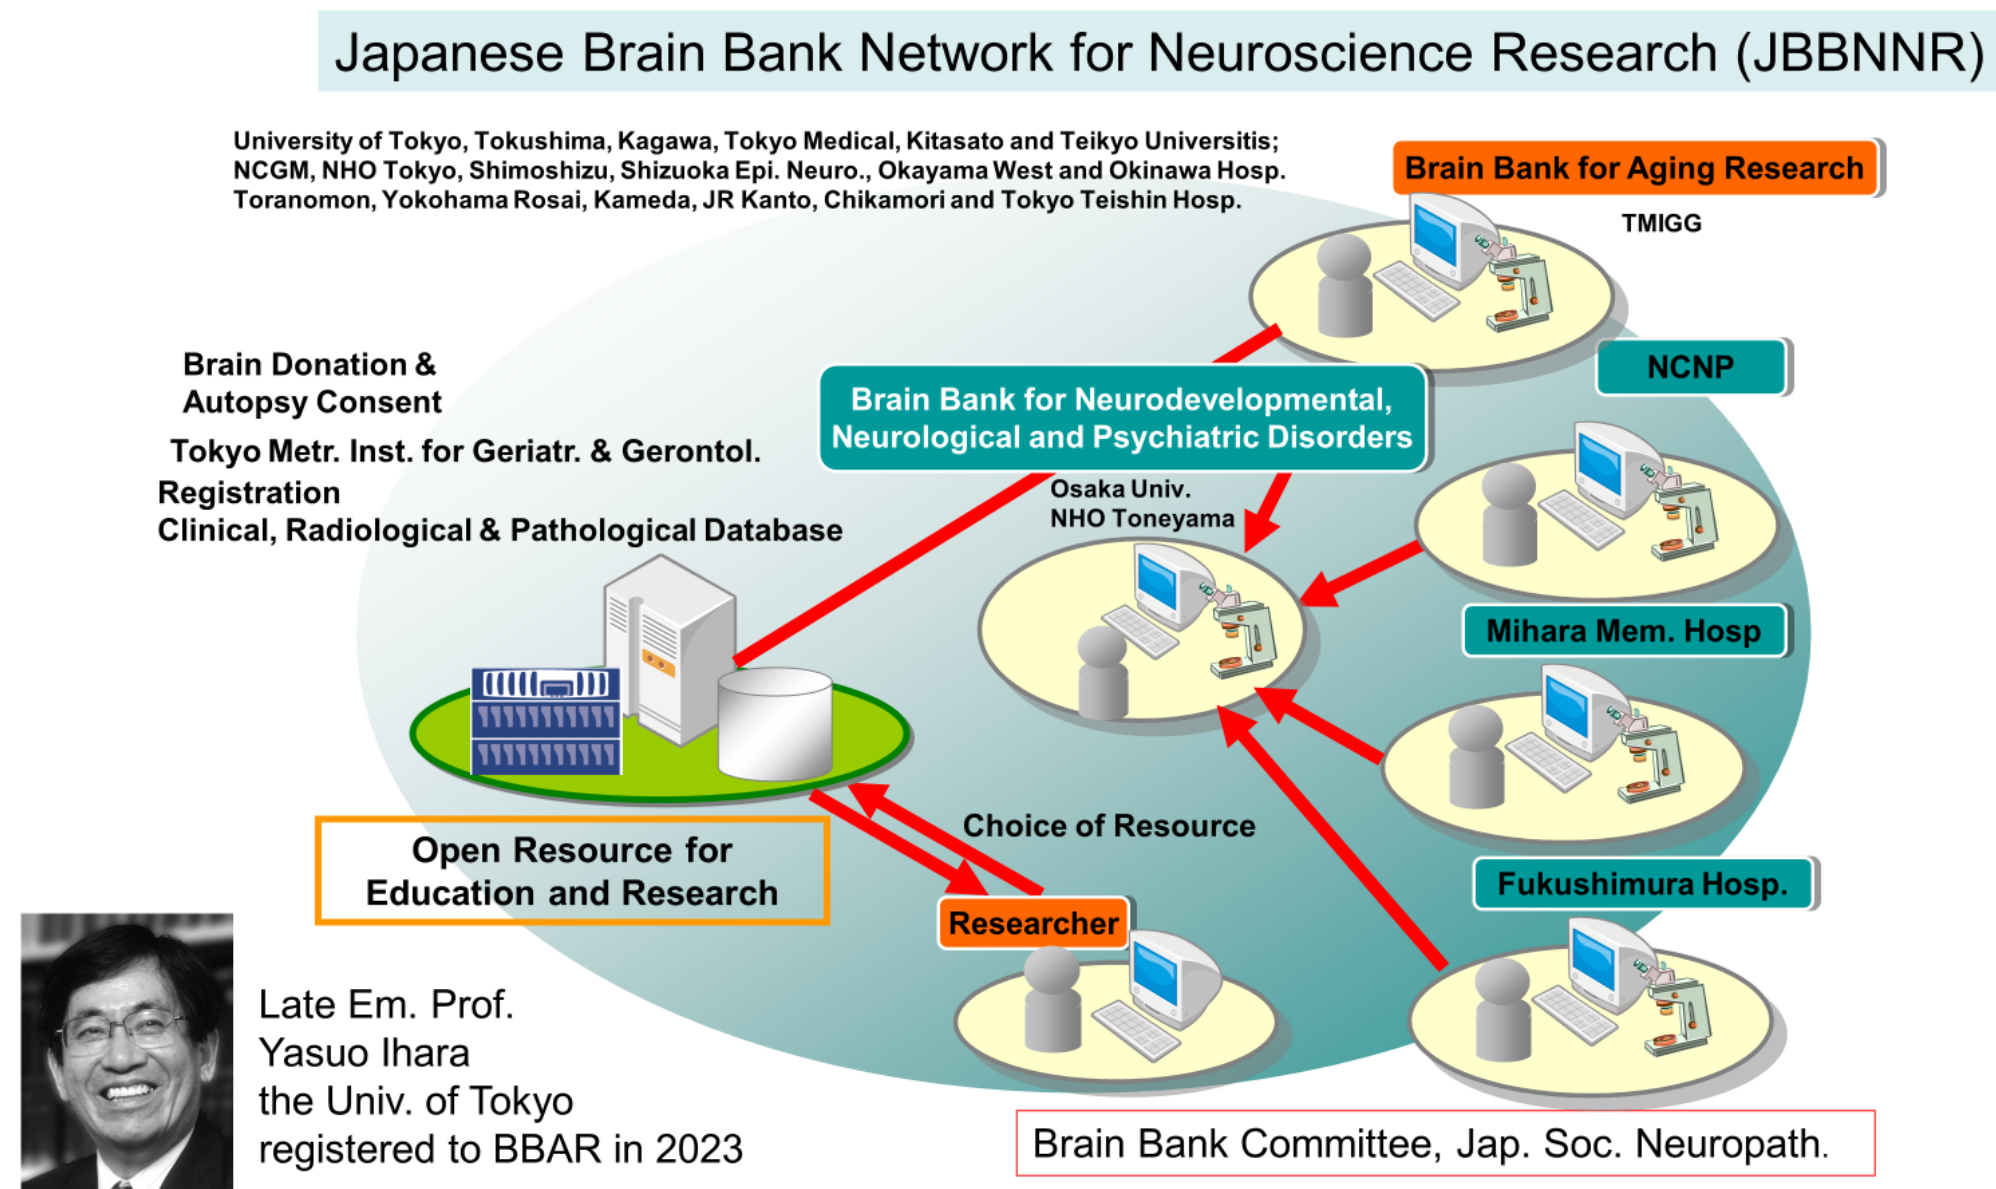 Japanese Brain Bank Network for Neuroscience Research (JBBNNR)
University of Tokyo, Tokushima, Kagawa, Tokyo Medical, Kitasato and Teikyo Universitis;
NCGM, NHO Tokyo, Shimoshizu, Shizuoka Epi. Neuro., Okayama West and Okinawa Hosp.
Toranomon, Yokohama Rosai, Kameda, JR Kanto, Chikamori and Tokyo Teishin Hosp.
Brain Bank for Aging Research
TMIGG
Brain Donation &
Autopsy Consent
Tokyo Metr. Inst. for Geriatr. & Gerontol.
Registration
Clinical, Radiological & Pathological Database
Brain Bank for Neurodevelopmental,
Neurological and Psychiatric Disorders
NCNP
Osaka Univ.
NHO Toneyama
Mihara Mem. Hosp
Choice of Resource
Open Resource for
Education and Research
Fukushimura Hosp.
Researcher
Late Em. Prof.
Yasuo Ihara
the Univ. of Tokyo
registered to BBAR in 2023
Brain Bank Committee, Jap. Soc. Neuropath.